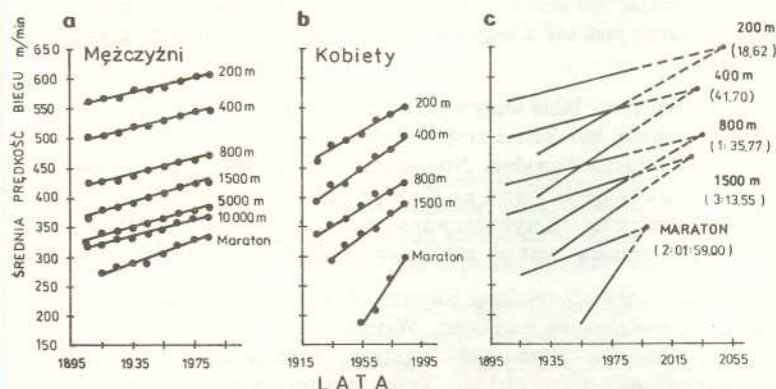 a
Mężczyźni
ŚREDNIA PRĘDKOŚĆ BIEGU m/min
650
600
550
500
450
400
350
300
250
200
150
200 m
400 m
800 m
1500 m
5000 m
10000 m
Maraton
1895
1935
1975
b
Kobiety
200 m
400 m
800 m
1500 m
Maraton
1915
1955
1995
LATA
c
200 m
(18,62)
400 m
(41,70)
800 m
(1:35,77)
1500 m
(3:13.55)
MARATON
(2:01:59,00)
1895
1935
1975
2015
2055